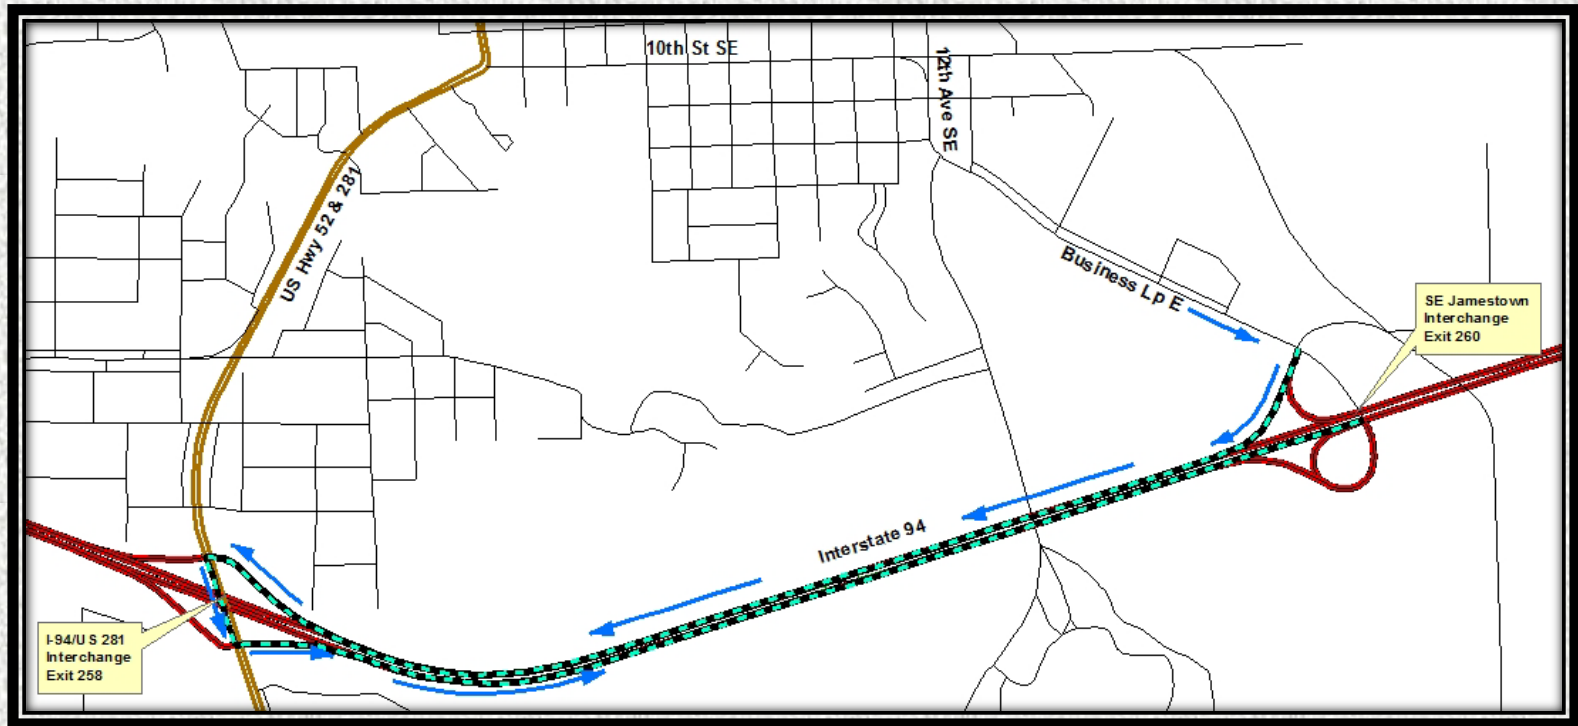 10th St SE
12th Ave SE
US Hwy 52 & 281
Business Lp E
SE Jamestown
Interchange
Exit 260
Interstate 94
I-94/US 281
Interchange
Exit 258